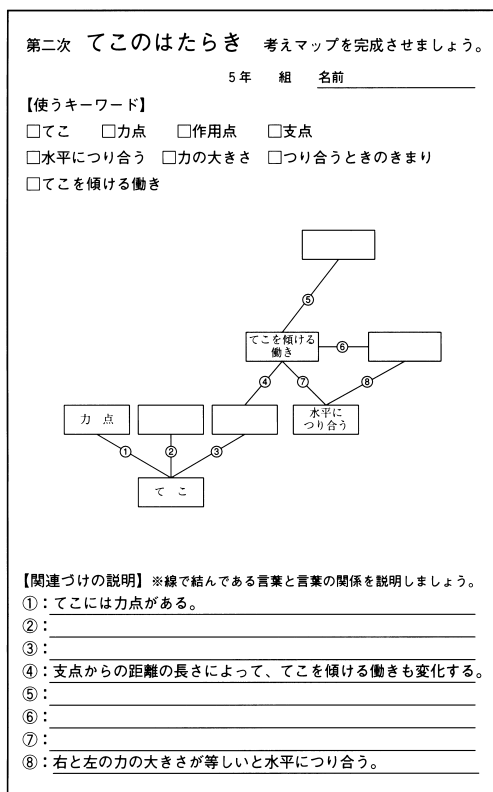 第二次 てこのはたらき 考えマップを完成させましょう。
5年 組 名前
【使うキーワード】
□てこ □力点 □作用点 □支点
□水平につり合う □力の大きさ □つり合うときのきまり
□てこを傾ける働き
⑤
てこを傾ける
働き
⑥
④ ⑦ ⑧
力 点
水平に
つり合う
① ② ③
て こ
【関連づけの説明】※線で結んである言葉と言葉の関係を説明しましょう。
①：てこには力点がある。
②：
③：
④：支点からの距離の長さによって、てこを傾ける働きも変化する。
⑤：
⑥：
⑦：
⑧：右と左の力の大きさが等しいと水平につり合う。